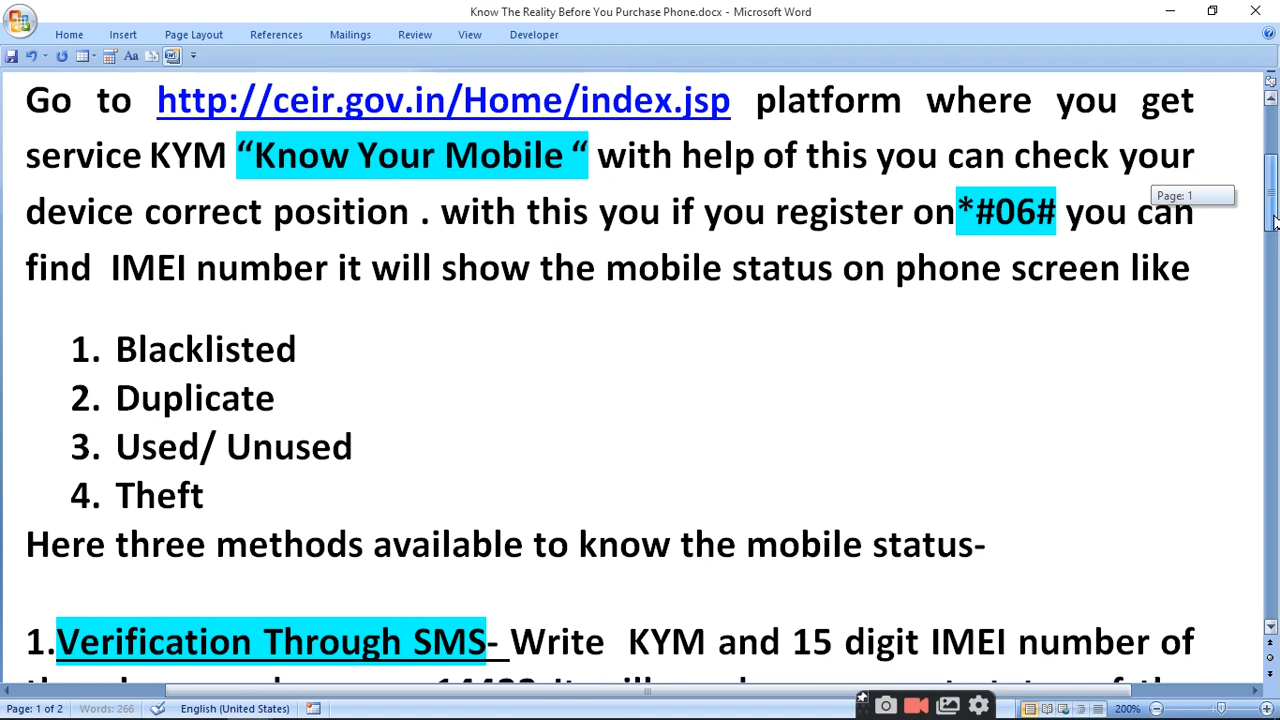 Know The Reality Before You Purchase Phone.docx - Microsoft Word
Home Insert Page Layout References Mailings Review View Developer
Go to http://ceir.gov.in/Home/index.jsp platform where you get
service KYM “Know Your Mobile “ with help of this you can check your
Page: 1
device correct position . with this you if you register on*#06# you can
find IMEI number it will show the mobile status on phone screen like
1. Blacklisted
2. Duplicate
3. Used/ Unused
4. Theft
Here three methods available to know the mobile status-
1.Verification Through SMS- Write KYM and 15 digit IMEI number of
Page: 1 of 2 Words: 266 English (United States) 200%